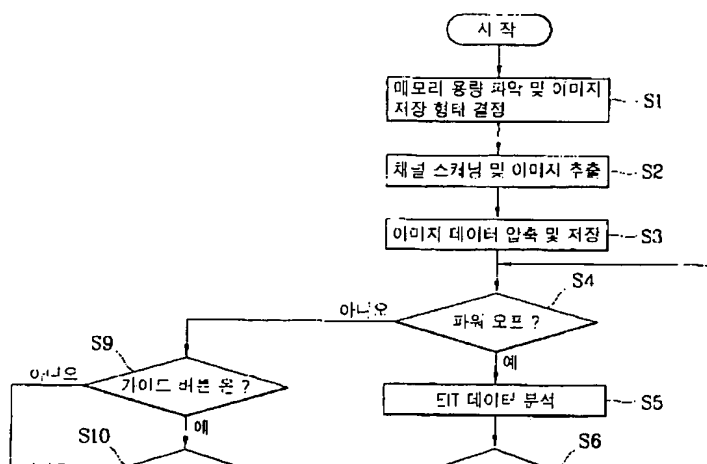 시 작
메모리 용량 파악 및 이미지
저장 형태 결정
S1
채널 스캐닝 및 이미지 추출
S2
이미지 데이터 압축 및 저장
S3
S4
파워 오프 ?
아니오
예
S9
가이드 버튼 온 ?
아니오
예
EIT 데이터 분석
S5
S10
S6